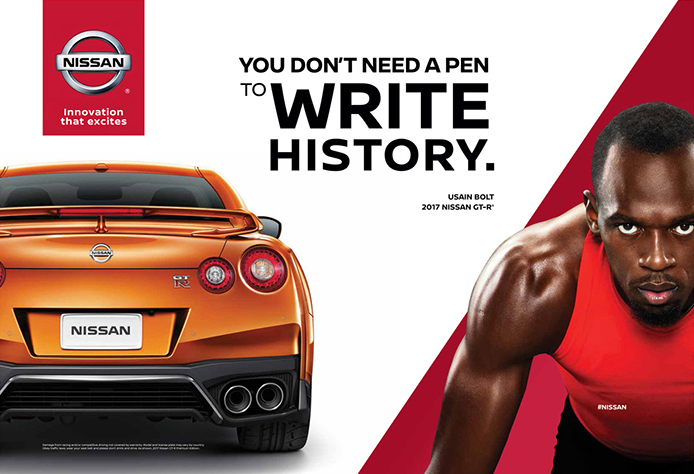 NISSAN
Innovation
that excites
YOU DON'T NEED A PEN
TO WRITE
HISTORY.
USAIN BOLT
2017 NISSAN GT-R®
NISSAN
GT
R
NISSAN
#NISSAN